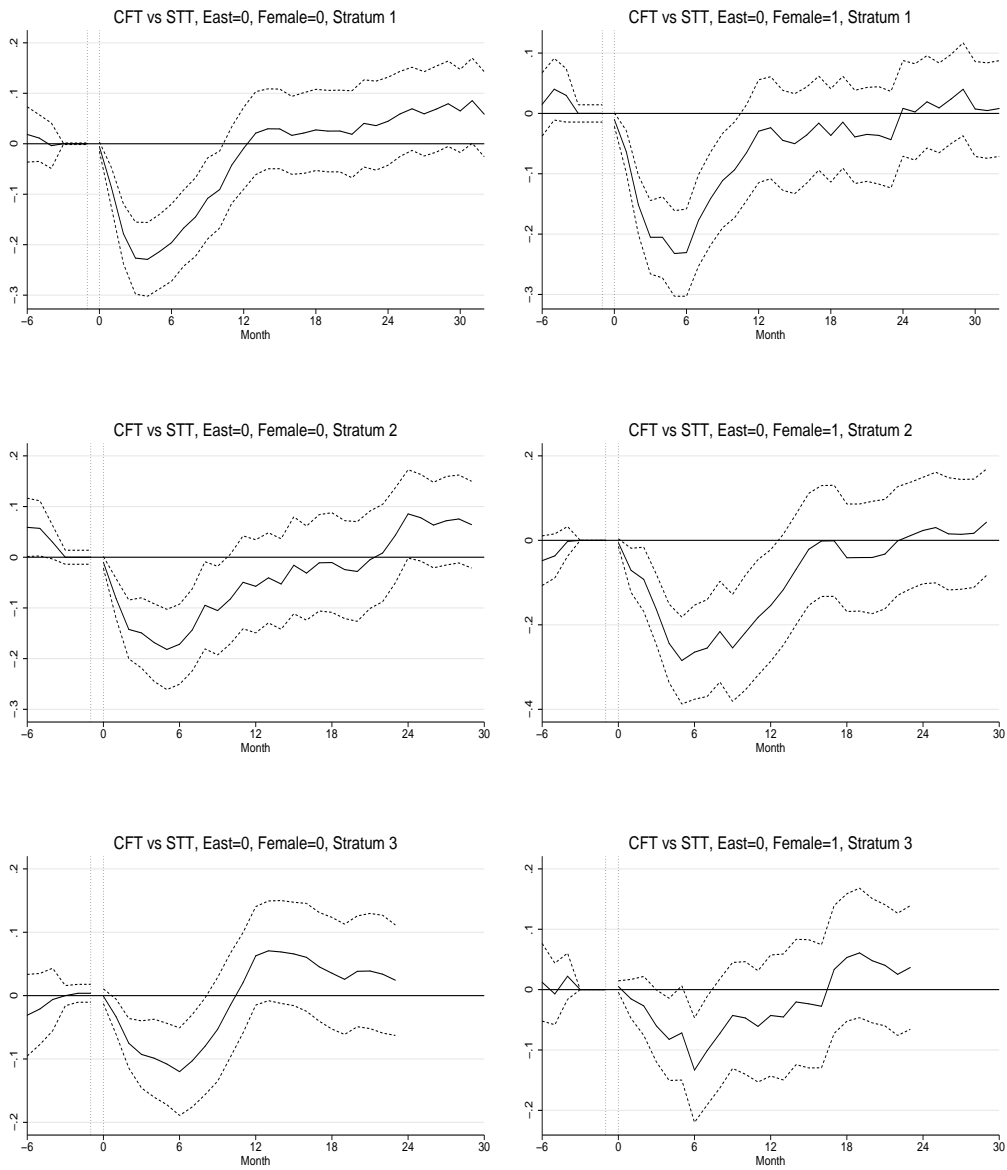 CFT vs STT, East=0, Female=0, Stratum 1
.2
.1
0
−.1
−.2
−.3
−6 0 6 12 18 24 30
Month
CFT vs STT, East=0, Female=1, Stratum 1
.1
0
−.1
−.2
−.3
−6 0 6 12 18 24 30
Month
CFT vs STT, East=0, Female=0, Stratum 2
.2
.1
0
−.1
−.2
−.3
−6 0 6 12 18 24 30
Month
CFT vs STT, East=0, Female=1, Stratum 2
.2
0
−.2
−.4
−6 0 6 12 18 24 30
Month
CFT vs STT, East=0, Female=0, Stratum 3
.2
.1
0
−.1
−.2
−6 0 6 12 18 24 30
Month
CFT vs STT, East=0, Female=1, Stratum 3
.2
.1
0
−.1
−.2
−6 0 6 12 18 24 30
Month